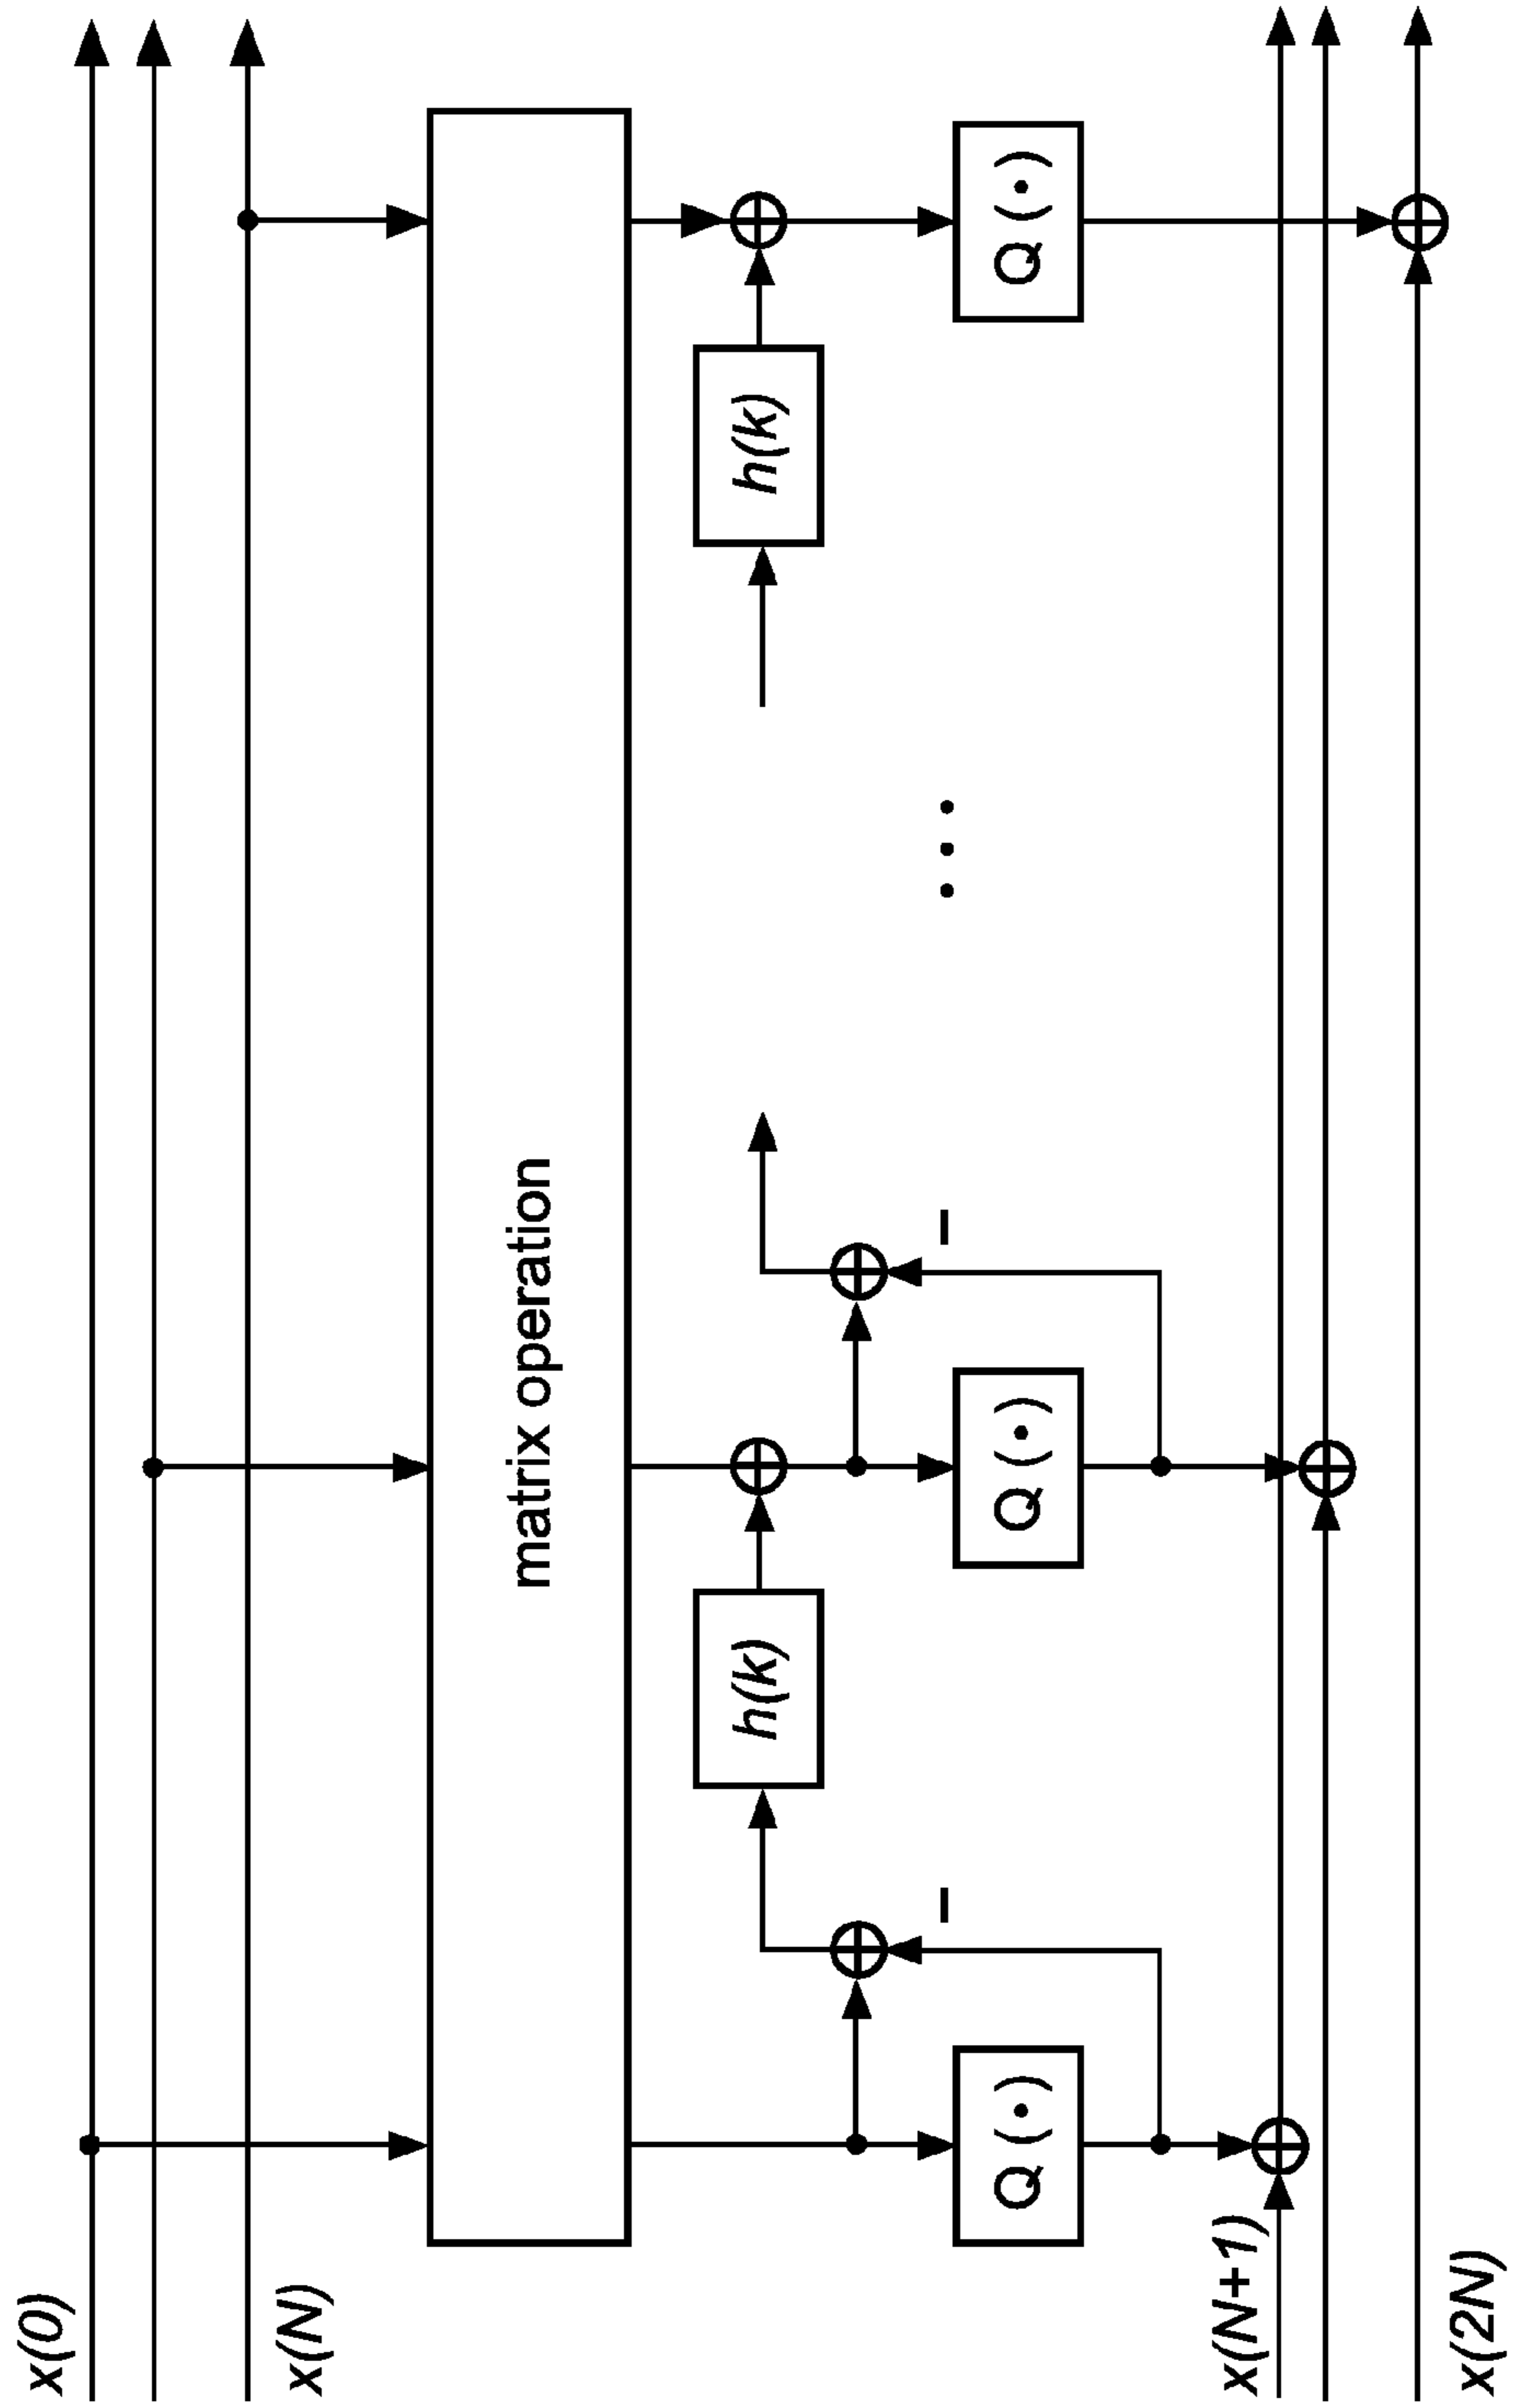 x(0)
x(N)
matrix operation
h(k)
h(k)
Q (•)
Q (•)
Q (•)
–
–
x(N+1)
x(2N)